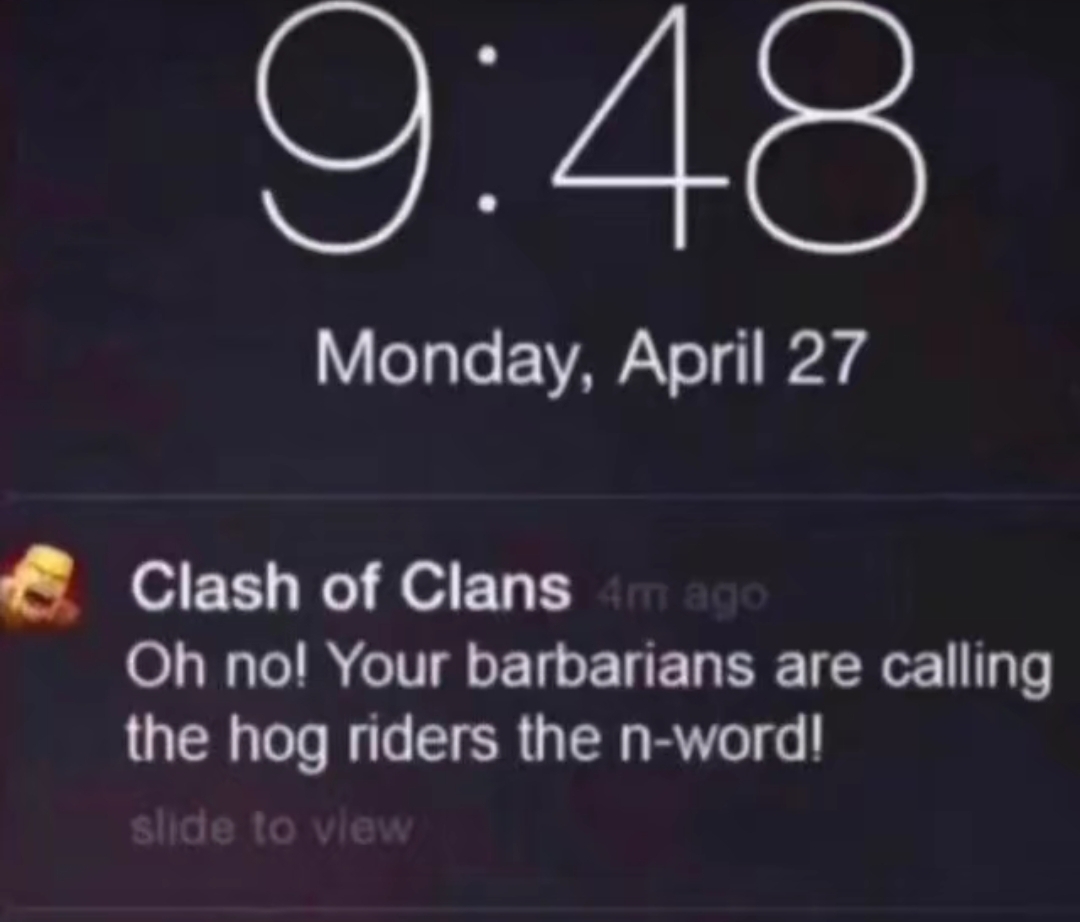 9:48
Monday, April 27
Clash of Clans 4m ago
Oh no! Your barbarians are calling
the hog riders the n-word!
slide to view